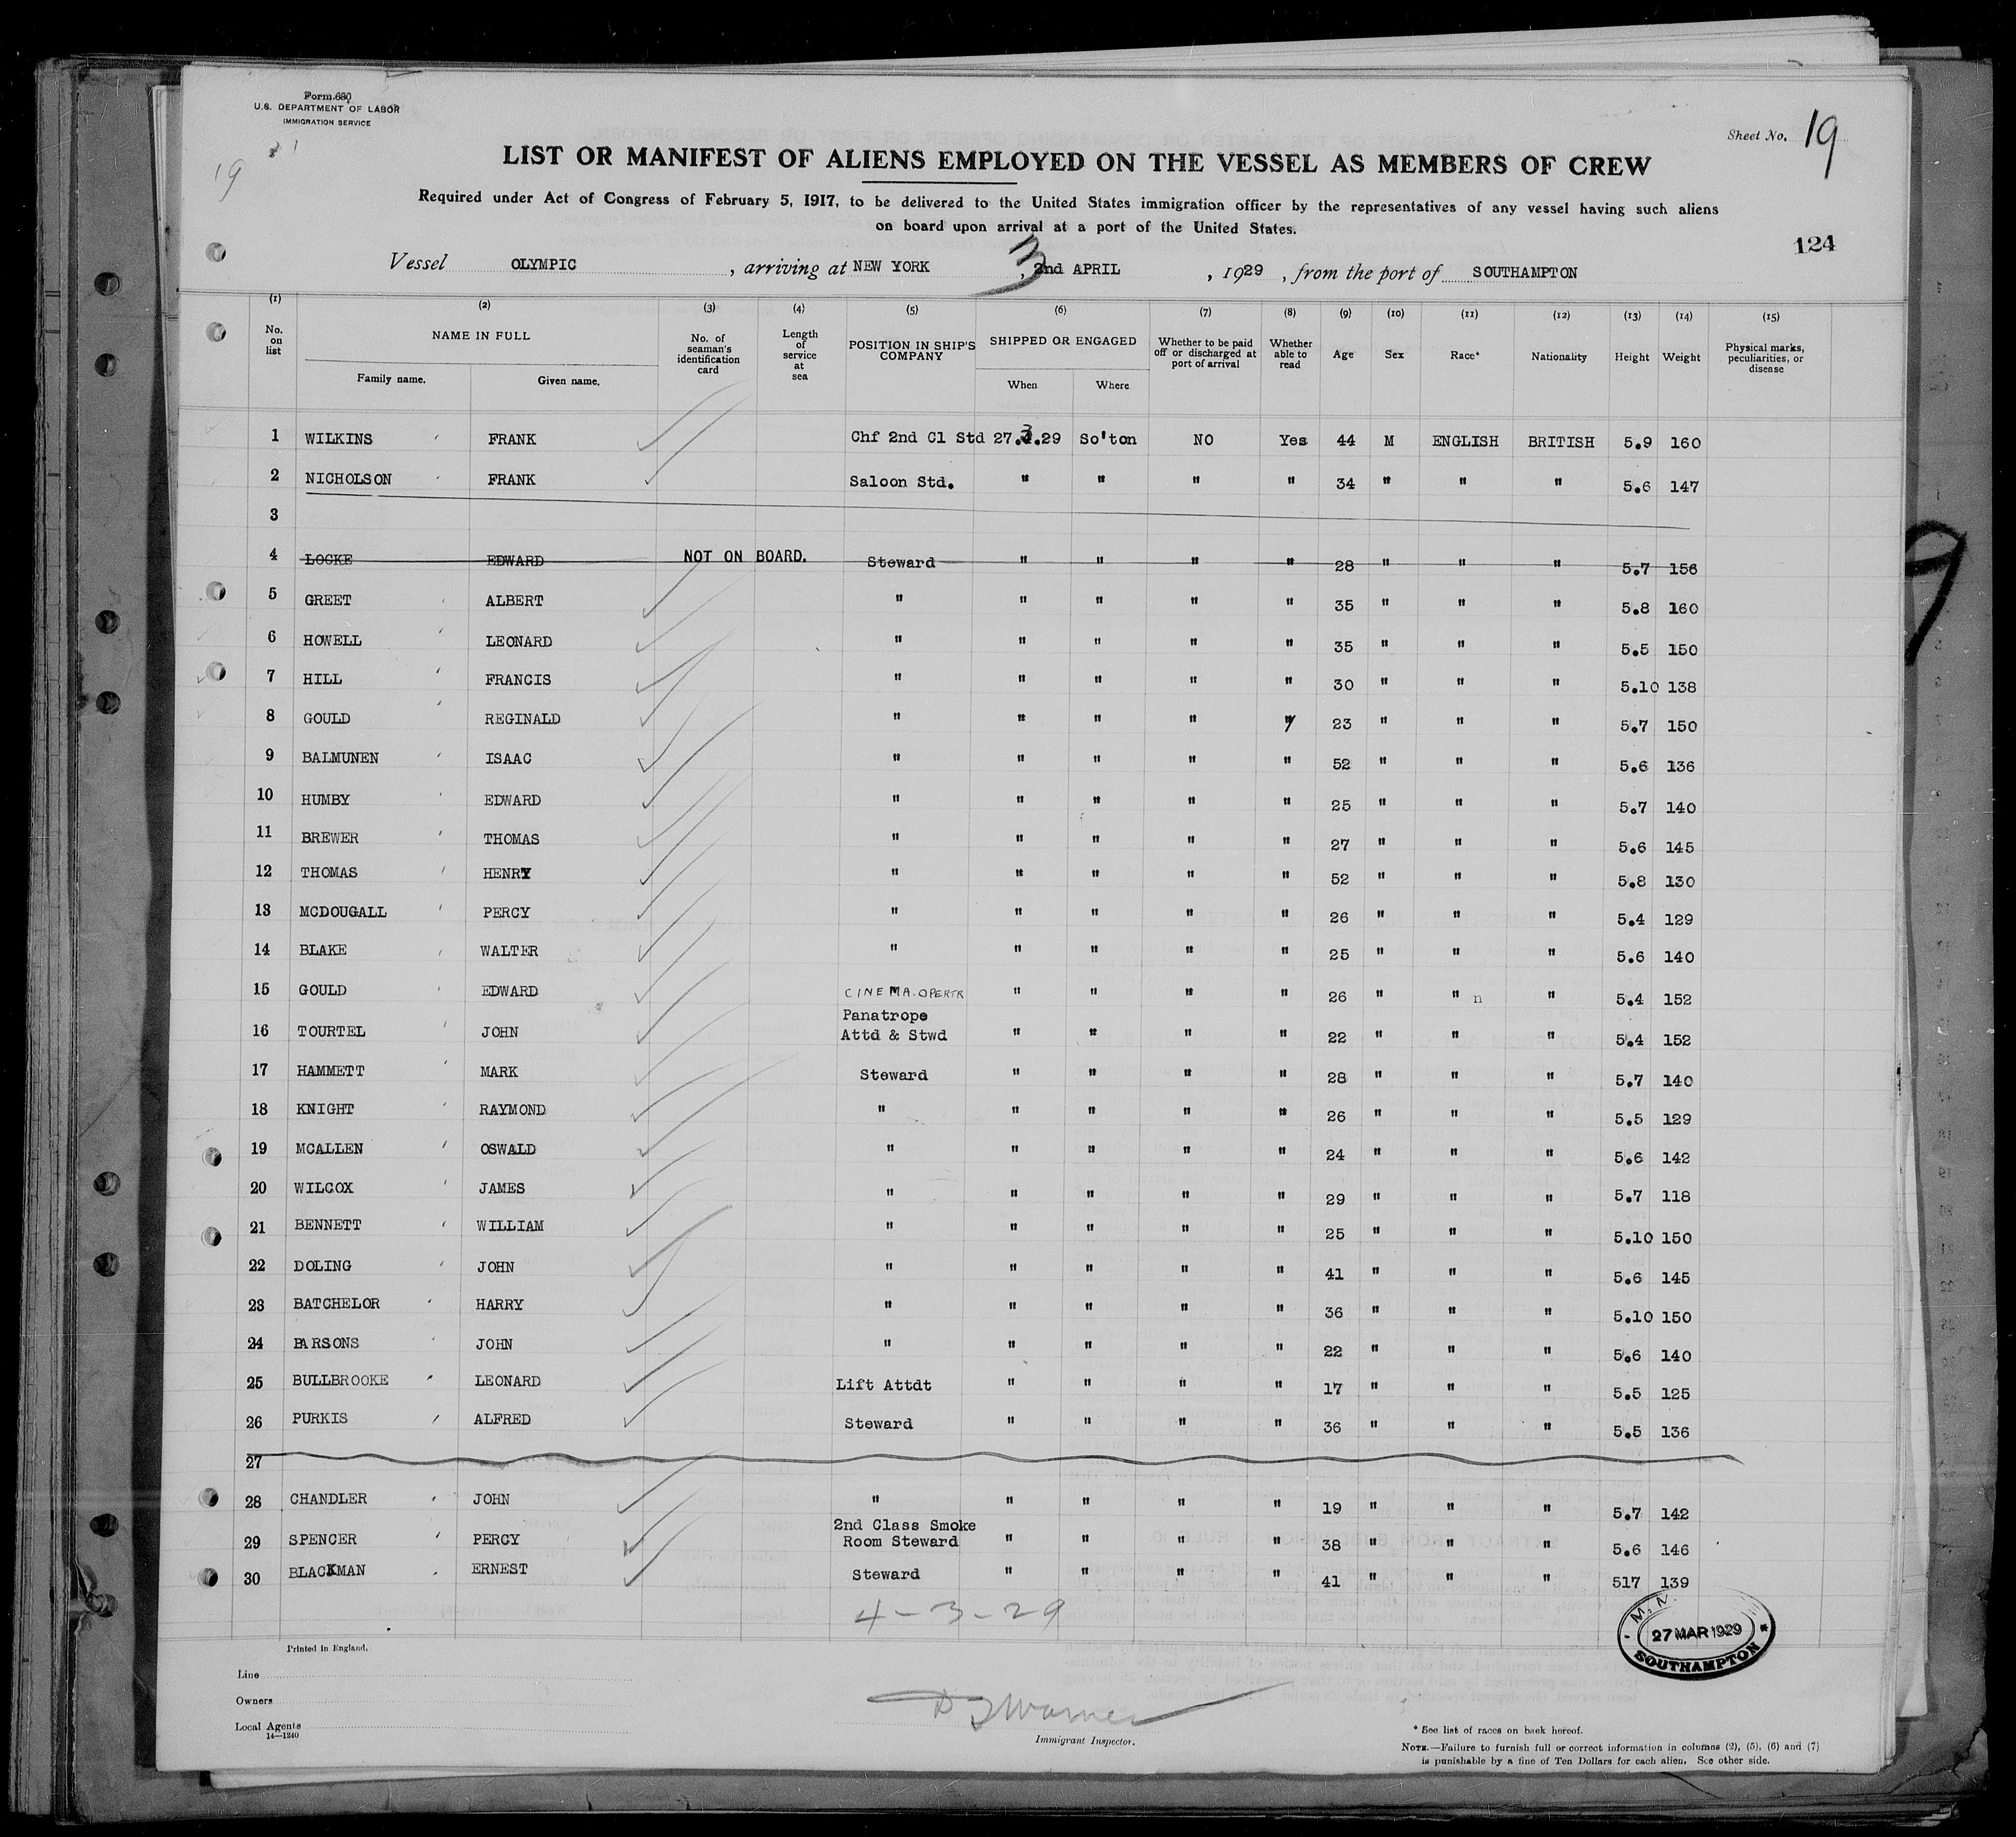 Form 680
U.S. DEPARTMENT OF LABOR
IMMIGRATION SERVICE
Sheet No. 19
19
LIST OR MANIFEST OF ALIENS EMPLOYED ON THE VESSEL AS MEMBERS OF CREW
Required under Act of Congress of February 5, 1917, to be delivered to the United States immigration officer by the representatives of any vessel having such aliens
on board upon arrival at a port of the United States.
124
Vessel OLYMPIC, arriving at NEW YORK, 3 2nd APRIL, 1929, from the port of SOUTHAMPTON
(1) (2) (3) (4) (5) (6) (7) (8) (9) (10) (11) (12) (13) (14) (15)
No. on list NAME IN FULL Family name. Given name. No. of seaman's identification card Length of service at sea POSITION IN SHIP'S COMPANY SHIPPED OR ENGAGED When Where Whether to be paid off or discharged at port of arrival Whether able to read Age Sex Race* Nationality Height Weight Physical marks, peculiarities, or disease
1 WILKINS FRANK Chf 2nd Cl Std 27.3.29 So'ton NO Yes 44 M ENGLISH BRITISH 5.9 160
2 NICHOLSON FRANK Saloon Std. " " " " 34 " " " 5.6 147
3
4 LOCKE EDWARD NOT ON BOARD. Steward " " " " 28 " " " 5.7 156
5 GREET ALBERT " " " " " 35 " " " 5.8 160
6 HOWELL LEONARD " " " " " 35 " " " 5.5 150
7 HILL FRANCIS " " " " " 30 " " " 5.10 138
8 GOULD REGINALD " " " " " 23 " " " 5.7 150
9 BALMUNEN ISAAC " " " " " 52 " " " 5.6 136
10 HUMBY EDWARD " " " " " 25 " " " 5.7 140
11 BREWER THOMAS " " " " " 27 " " " 5.6 145
12 THOMAS HENRY " " " " " 52 " " " 5.8 130
13 MCDOUGALL PERCY " " " " " 26 " " " 5.4 129
14 BLAKE WALTER " " " " " 25 " " " 5.6 140
15 GOULD EDWARD CINEMA.OPERTR " " " " 26 " " n " 5.4 152
Panatrope
16 TOURTEL JOHN Attd & Stwd " " " " 22 " " " 5.4 152
17 HAMMETT MARK Steward " " " " 28 " " " 5.7 140
18 KNIGHT RAYMOND " " " " " 26 " " " 5.5 129
19 MCALLEN OSWALD " " " " " 24 " " " 5.6 142
20 WILCOX JAMES " " " " " 29 " " " 5.7 118
21 BENNETT WILLIAM " " " " " 25 " " " 5.10 150
22 DOLING JOHN " " " " " 41 " " " 5.6 145
23 BATCHELOR HARRY " " " " " 36 " " " 5.10 150
24 PARSONS JOHN " " " " " 22 " " " 5.6 140
25 BULLBROOKE LEONARD Lift Attdt " " " " 17 " " " 5.5 125
26 PURKIS ALFRED Steward " " " " 36 " " " 5.5 136
27
28 CHANDLER JOHN " " " " " 19 " " " 5.7 142
2nd Class Smoke
29 SPENCER PERCY Room Steward " " " " 38 " " " 5.6 146
30 BLACKMAN ERNEST Steward " " " " 41 " " " 517 139
4-3-29
M.M.
27 MAR 1929
SOUTHAMPTON
Printed in England.
Line
Owners
Local Agents
14—1240
Immigrant Inspector.
* See list of races on back hereof.
NOTE.—Failure to furnish full or correct information in columns (2), (5), (6) and (7)
is punishable by a fine of Ten Dollars for each alien. See other side.